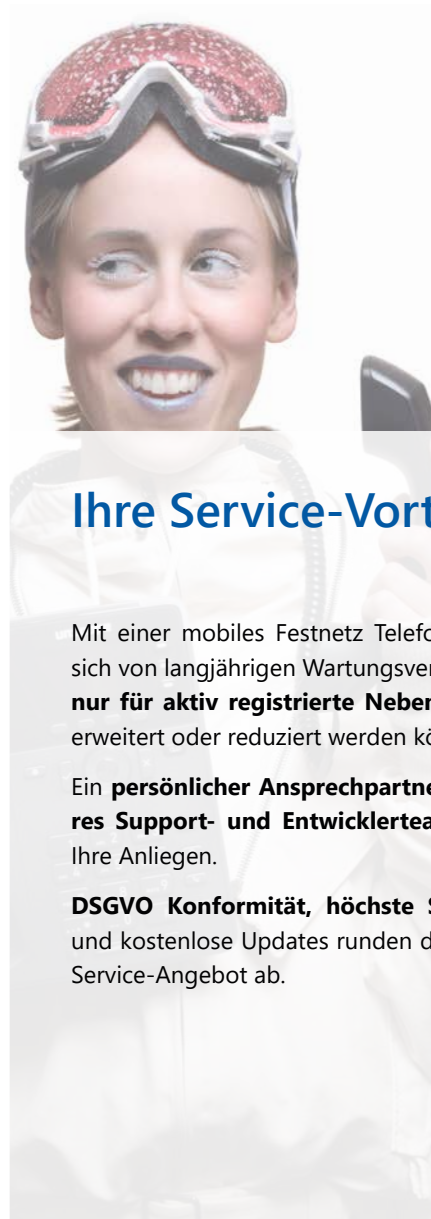 Ihre Service-Vort
Mit einer mobiles Festnetz Telefo
sich von langjährigen Wartungsver
nur für aktiv registrierte Neben
erweitert oder reduziert werden kö
Ein persönlicher Ansprechpartne
res Support- und Entwicklertea
Ihre Anliegen.
DSGVO Konformität, höchste S
und kostenlose Updates runden d
Service-Angebot ab.